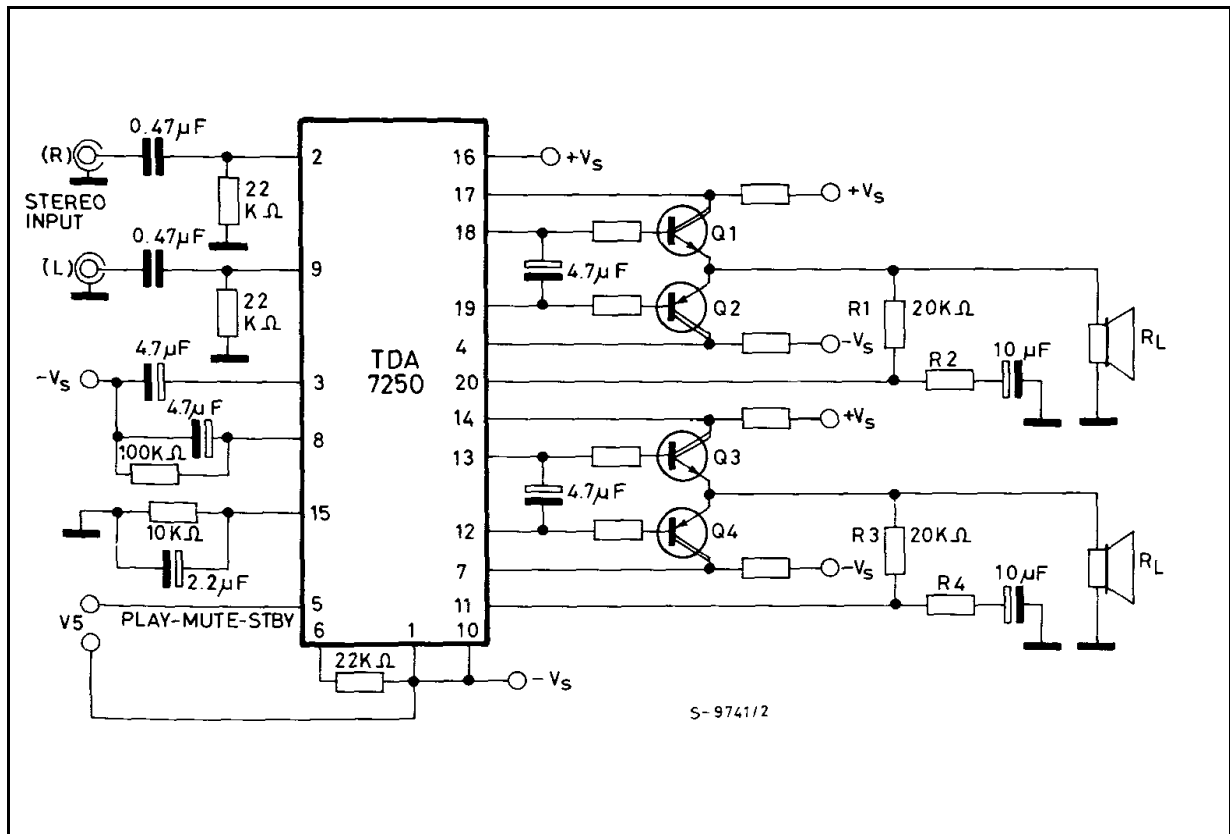 0.47µF
(R)
STEREO
INPUT
22
KΩ
0.47µF
(L)
22
KΩ
4.7µF
-VS
4.7µF
100KΩ
10KΩ
2.2µF
V5
PLAY-MUTE-STBY
22KΩ
TDA
7250
2
9
3
8
15
5
6
1
10
16
17
18
19
4
20
14
13
12
7
11
-VS
+VS
+VS
Q1
4.7µF
Q2
-VS
R1
20KΩ
R2
10µF
RL
+VS
Q3
4.7µF
Q4
-VS
R3
20KΩ
R4
10µF
RL
S-9741/2